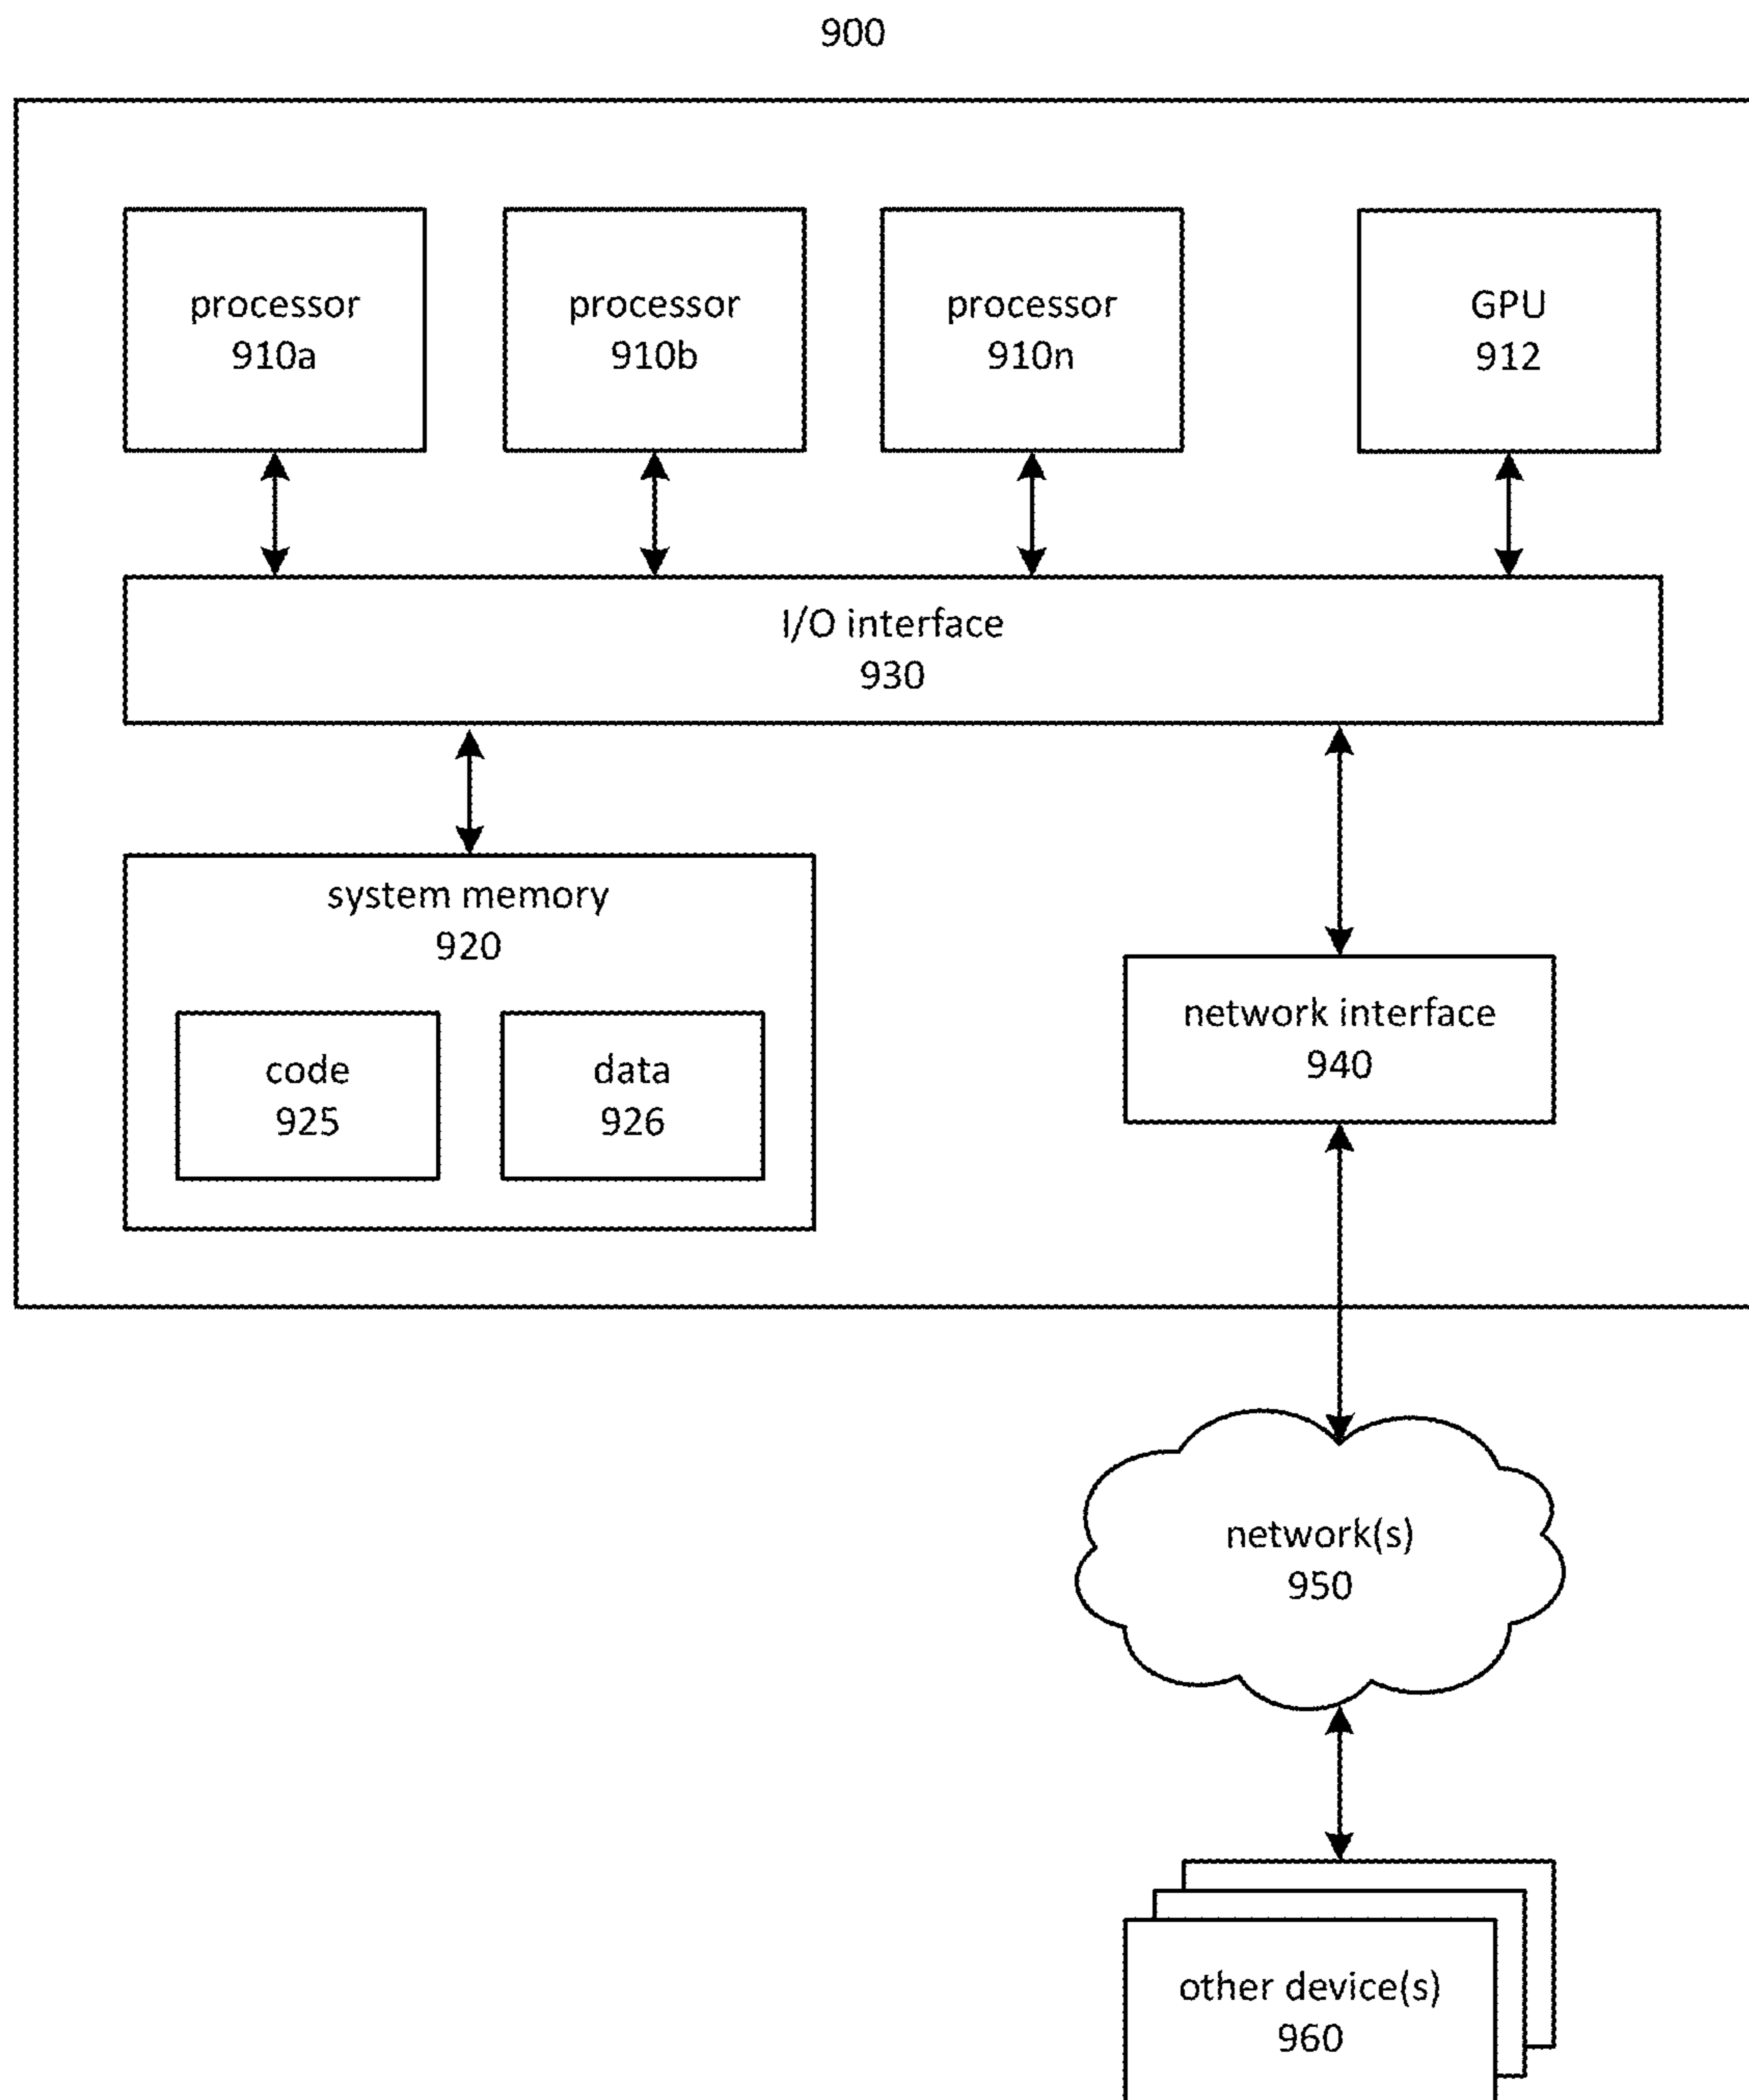 900
processor
910a
processor
910b
processor
910n
GPU
912
I/O interface
930
system memory
920
code
925
data
926
network interface
940
network(s)
950
other device(s)
960